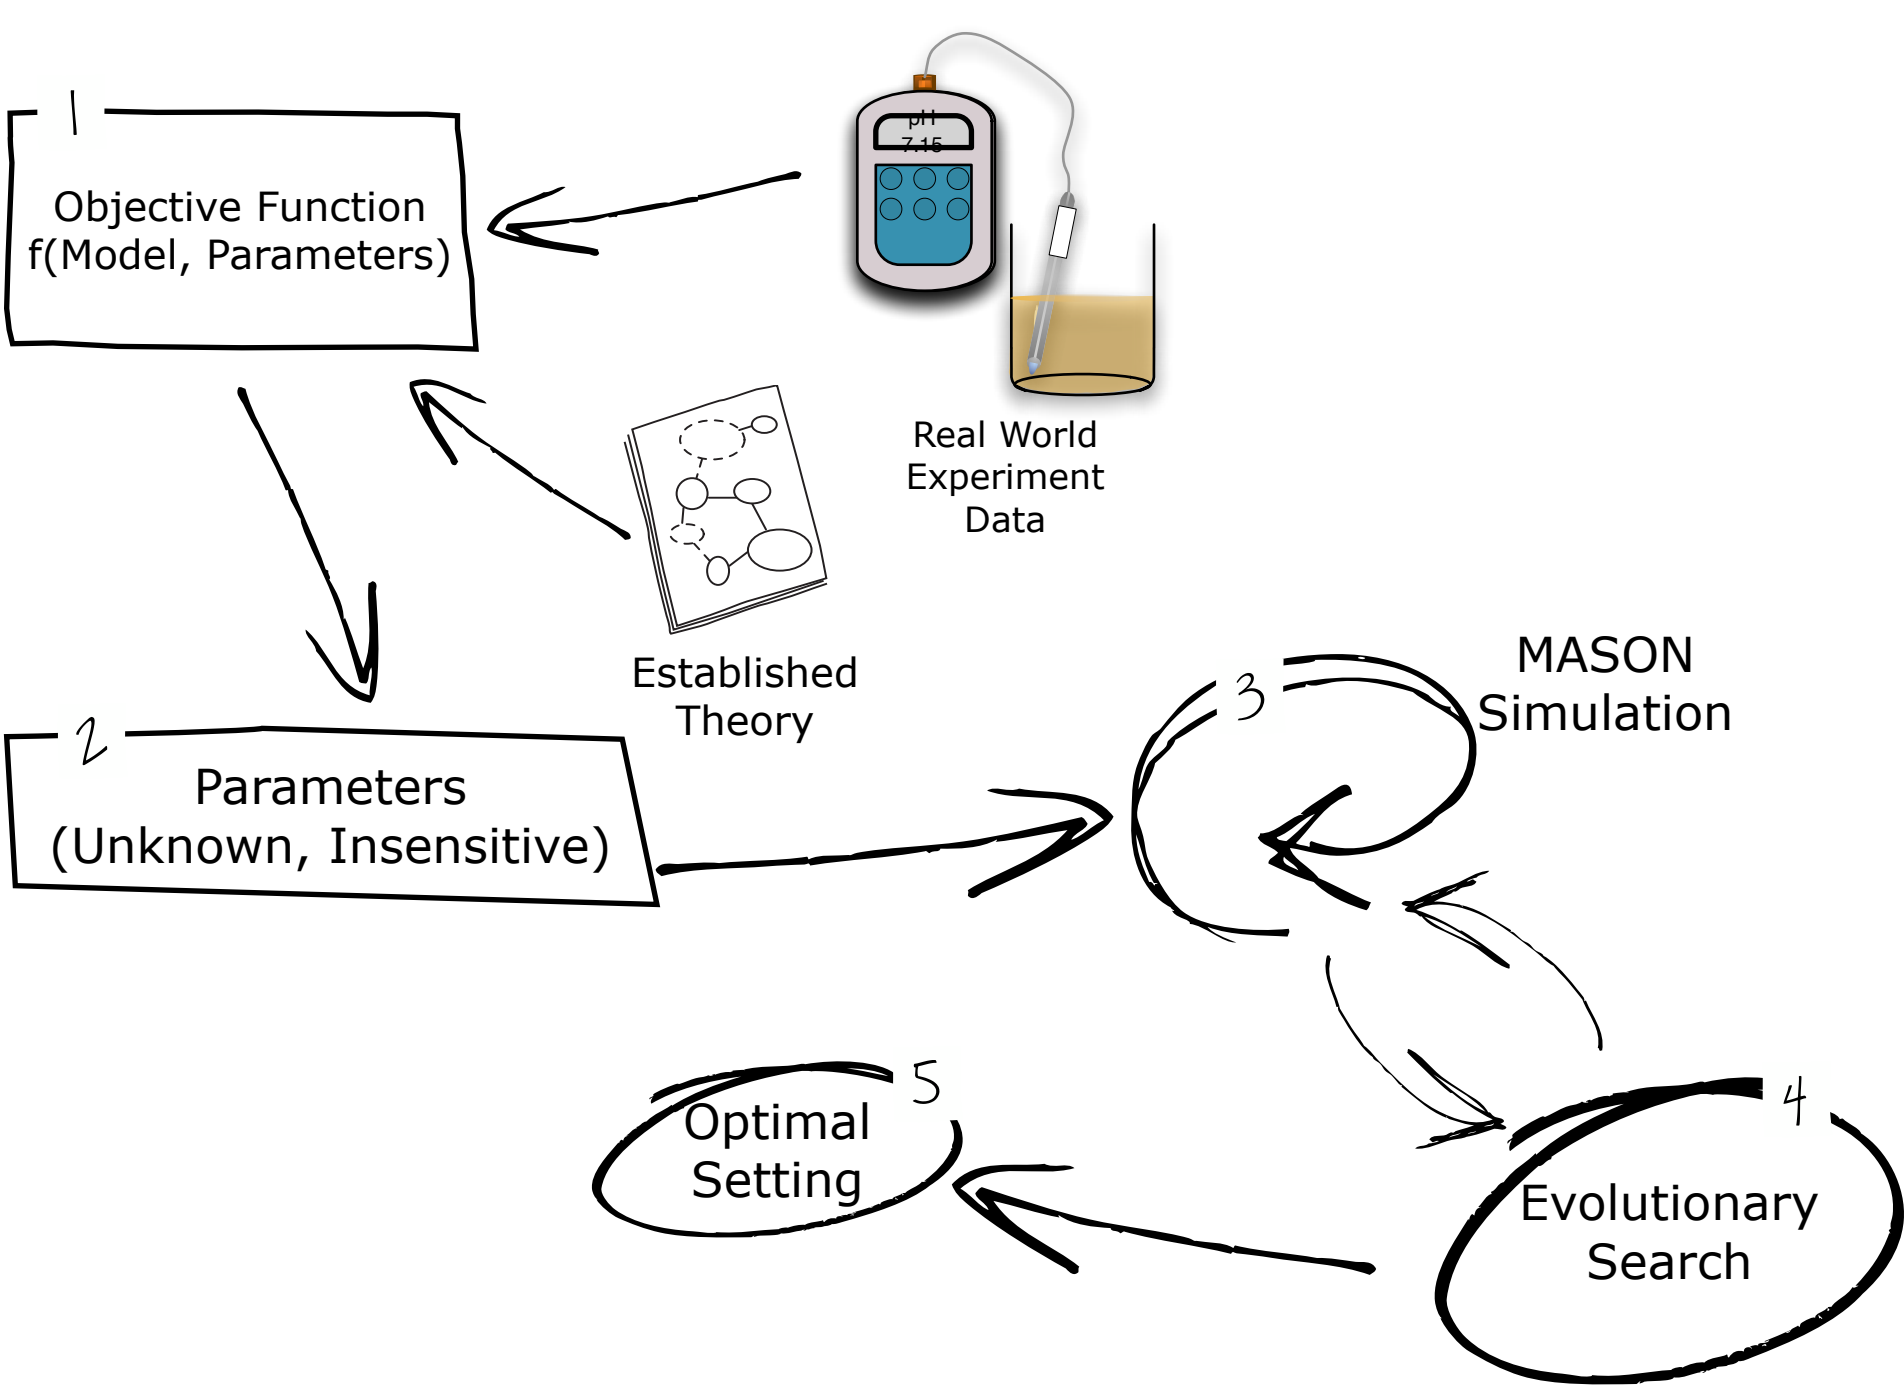 1
Objective Function
f(Model, Parameters)
pH
7.15
Real World
Experiment
Data
Established
Theory
2
Parameters
(Unknown, Insensitive)
3
MASON
Simulation
4
Evolutionary
Search
5
Optimal
Setting